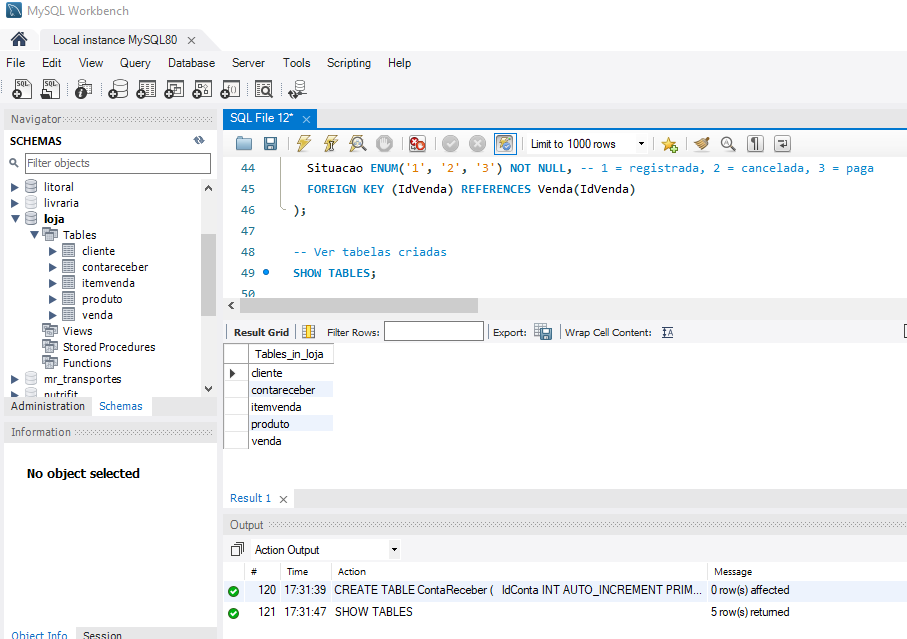 MySQL Workbench
Local instance MySQL80
File Edit View Query Database Server Tools Scripting Help
Navigator
SCHEMAS
Filter objects
litoral
livraria
loja
Tables
cliente
contareceber
itemvenda
produto
venda
Views
Stored Procedures
Functions
mr_transportes
nutrifit
Administration Schemas
Information
No object selected
Object Info Session
SQL File 12*
Limit to 1000 rows
44 Situacao ENUM('1', '2', '3') NOT NULL, -- 1 = registrada, 2 = cancelada, 3 = paga
45 FOREIGN KEY (IdVenda) REFERENCES Venda(IdVenda)
46 );
47
48 -- Ver tabelas criadas
49 SHOW TABLES;
50
Result Grid Filter Rows: Export: Wrap Cell Content:
Tables_in_loja
cliente
contareceber
itemvenda
produto
venda
Result 1
Output
Action Output
# Time Action Message
120 17:31:39 CREATE TABLE ContaReceber ( IdConta INT AUTO_INCREMENT PRIM... 0 row(s) affected
121 17:31:47 SHOW TABLES 5 row(s) returned